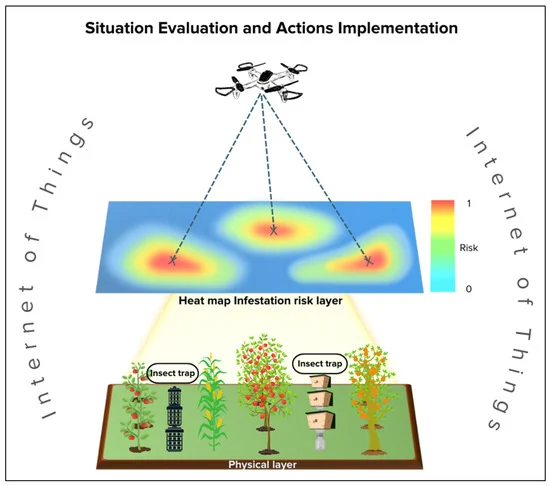 Situation Evaluation and Actions Implementation
Internet of Things
Internet of Things
1
Risk
0
Heat map Infestation risk layer
Insect trap
Insect trap
Physical layer